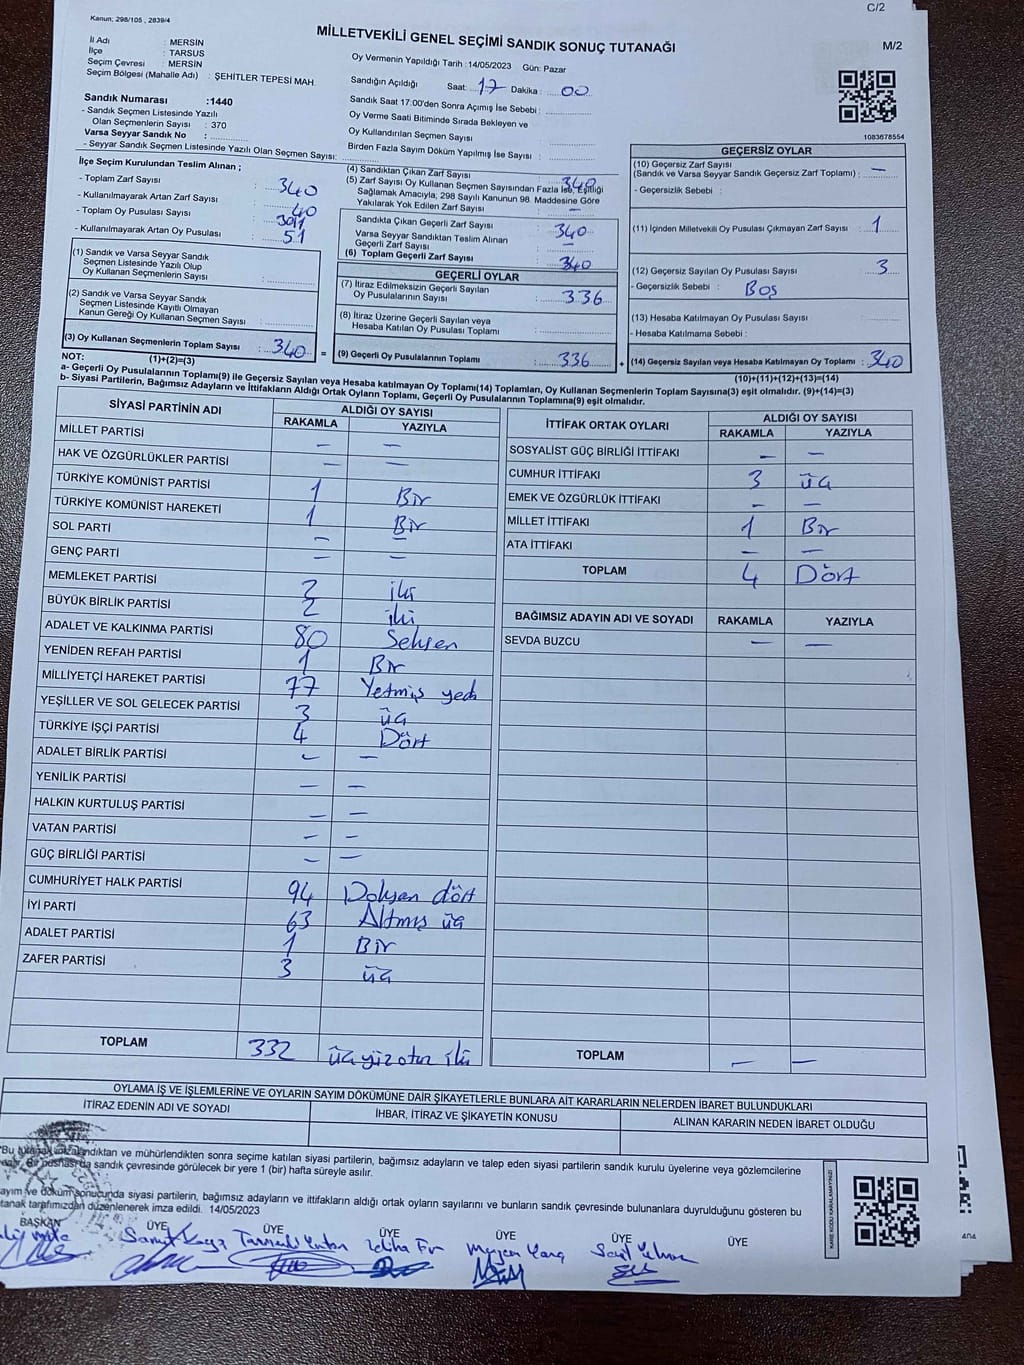 Kanun; 298/105 , 2839/4
C/2
MİLLETVEKİLİ GENEL SEÇİMİ SANDIK SONUÇ TUTANAĞI
M/2
İl Adı : MERSİN
İlçe : TARSUS
Seçim Çevresi : MERSİN
Seçim Bölgesi (Mahalle Adı) : ŞEHİTLER TEPESİ MAH.
Sandık Numarası :1440
- Sandık Seçmen Listesinde Yazılı
Olan Seçmenlerin Sayısı : 370
Varsa Seyyar Sandık No :
- Seyyar Sandık Seçmen Listesinde Yazılı Olan Seçmen Sayısı:
Oy Vermenin Yapıldığı Tarih :14/05/2023 Gün: Pazar
Sandığın Açıldığı Saat: 17 Dakika : 00
Sandık Saat 17:00'den Sonra Açımış İse Sebebi :
Oy Verme Saati Bitiminde Sırada Bekleyen ve
Oy Kullandırılan Seçmen Sayısı :
Birden Fazla Sayım Döküm Yapılmış İse Sayısı :
1083678554
İlçe Seçim Kurulundan Teslim Alınan ;
- Toplam Zarf Sayısı : 340
- Kullanılmayarak Artan Zarf Sayısı : 40
- Toplam Oy Pusulası Sayısı :
- Kullanılmayarak Artan Oy Pusulası : 51
(1) Sandık ve Varsa Seyyar Sandık
Seçmen Listesinde Yazılı Olup
Oy Kullanan Seçmenlerin Sayısı :
(2) Sandık ve Varsa Seyyar Sandık
Seçmen Listesinde Kayıtlı Olmayan
Kanun Gereği Oy Kullanan Seçmen Sayısı :
(3) Oy Kullanan Seçmenlerin Toplam Sayısı : 340 =
(4) Sandıktan Çıkan Zarf Sayısı : 340
(5) Zarf Sayısı Oy Kullanan Seçmen Sayısından Fazla İse, Eşitliği
Sağlamak Amacıyla, 298 Sayılı Kanunun 98. Maddesine Göre
Yakılarak Yok Edilen Zarf Sayısı : —
Sandıkta Çıkan Geçerli Zarf Sayısı : 340
Varsa Seyyar Sandıktan Teslim Alınan
Geçerli Zarf Sayısı : —
(6) Toplam Geçerli Zarf Sayısı : 340
GEÇERLİ OYLAR
(7) İtiraz Edilmeksizin Geçerli Sayılan
Oy Pusulalarının Sayısı : 336
(8) İtiraz Üzerine Geçerli Sayılan veya
Hesaba Katılan Oy Pusulası Toplamı :
(9) Geçerli Oy Pusulalarının Toplamı : 336 +
GEÇERSİZ OYLAR
(10) Geçersiz Zarf Sayısı
(Sandık ve Varsa Seyyar Sandık Geçersiz Zarf Toplamı) : —
- Geçersizlik Sebebi :
(11) İçinden Milletvekili Oy Pusulası Çıkmayan Zarf Sayısı : 1
(12) Geçersiz Sayılan Oy Pusulası Sayısı : 3
- Geçersizlik Sebebi : Boş
(13) Hesaba Katılmayan Oy Pusulası Sayısı :
- Hesaba Katılmama Sebebi :
(14) Geçersiz Sayılan veya Hesaba Katılmayan Oy Toplamı : 340
NOT: (1)+(2)=(3)
(10)+(11)+(12)+(13)=(14)
a- Geçerli Oy Pusulalarının Toplam(9) ile Geçersiz Sayılan veya Hesaba katılmayan Oy Toplamı(14) Toplamları, Oy Kullanan Seçmenlerin Toplam Sayısına(3) eşit olmalıdır. (9)+(14)=(3)
b- Siyasi Partilerin, Bağımsız Adayların ve İttifakların Aldığı Ortak Oyların Toplamı, Geçerli Oy Pusulalarının Toplamına(9) eşit olmalıdır.
SİYASİ PARTİNİN ADI ALDIĞI OY SAYISI
RAKAMLA YAZIYLA
MİLLET PARTİSİ — —
HAK VE ÖZGÜRLÜKLER PARTİSİ — —
TÜRKİYE KOMÜNİST PARTİSİ 1 Bir
TÜRKİYE KOMÜNİST HAREKETİ 1 Bir
SOL PARTİ — —
GENÇ PARTİ — —
MEMLEKET PARTİSİ 2 iki
BÜYÜK BİRLİK PARTİSİ 2 iki
ADALET VE KALKINMA PARTİSİ 80 Seksen
YENİDEN REFAH PARTİSİ 1 Bir
MİLLİYETÇİ HAREKET PARTİSİ 77 Yetmiş yedi
YEŞİLLER VE SOL GELECEK PARTİSİ 3 üç
TÜRKİYE İŞÇİ PARTİSİ 4 Dört
ADALET BİRLİK PARTİSİ — —
YENİLİK PARTİSİ — —
HALKIN KURTULUŞ PARTİSİ — —
VATAN PARTİSİ — —
GÜÇ BİRLİĞİ PARTİSİ — —
CUMHURİYET HALK PARTİSİ 94 Doksan dört
İYİ PARTİ 63 Altmış üç
ADALET PARTİSİ 1 Bir
ZAFER PARTİSİ 3 üç
TOPLAM 332 üçyüzotuz iki
İTTİFAK ORTAK OYLARI ALDIĞI OY SAYISI
RAKAMLA YAZIYLA
SOSYALİST GÜÇ BİRLİĞİ İTTİFAKI — —
CUMHUR İTTİFAKI 3 üç
EMEK VE ÖZGÜRLÜK İTTİFAKI — —
MİLLET İTTİFAKI 1 Bir
ATA İTTİFAKI — —
TOPLAM 4 Dört
BAĞIMSIZ ADAYIN ADI VE SOYADI RAKAMLA YAZIYLA
SEVDA BUZCU — —
TOPLAM — —
OYLAMA İŞ VE İŞLEMLERİNE VE OYLARIN SAYIM DÖKÜMÜNE DAİR ŞİKAYETLERLE BUNLARA AİT KARARLARIN NELERDEN İBARET BULUNDUKLARI
İTİRAZ EDENİN ADI VE SOYADI İHBAR, İTİRAZ VE ŞİKAYETİN KONUSU ALINAN KARARIN NEDEN İBARET OLDUĞU
ndıktan ve mühürlendikten sonra seçime katılan siyasi partilerin, bağımsız adayların ve talep eden siyasi partilerin sandık kurulu üyelerine veya gözlemcilerine
da sandık çevresinde görülecek bir yere 1 (bir) hafta süreyle asılır.
ayım ve döküm sonucunda siyasi partilerin, bağımsız adayların ve ittifakların aldığı ortak oyların sayılarını ve bunların sandık çevresinde bulunanlara duyrulduğunu gösteren bu
tanak tarafımızdan düzenlenerek imza edildi. 14/05/2023
KARE KODU KARALAMAYINIZ!
BAŞKAN ÜYE ÜYE ÜYE ÜYE ÜYE ÜYE